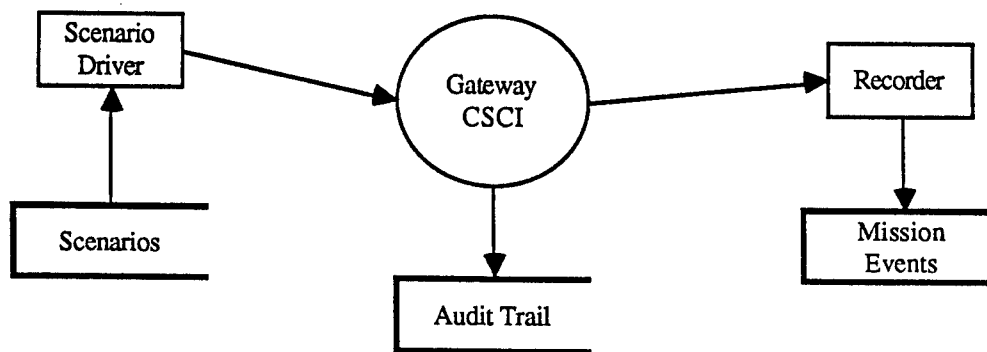 Scenario
Driver
Gateway
CSCI
Recorder
Scenarios
Mission
Events
Audit Trail